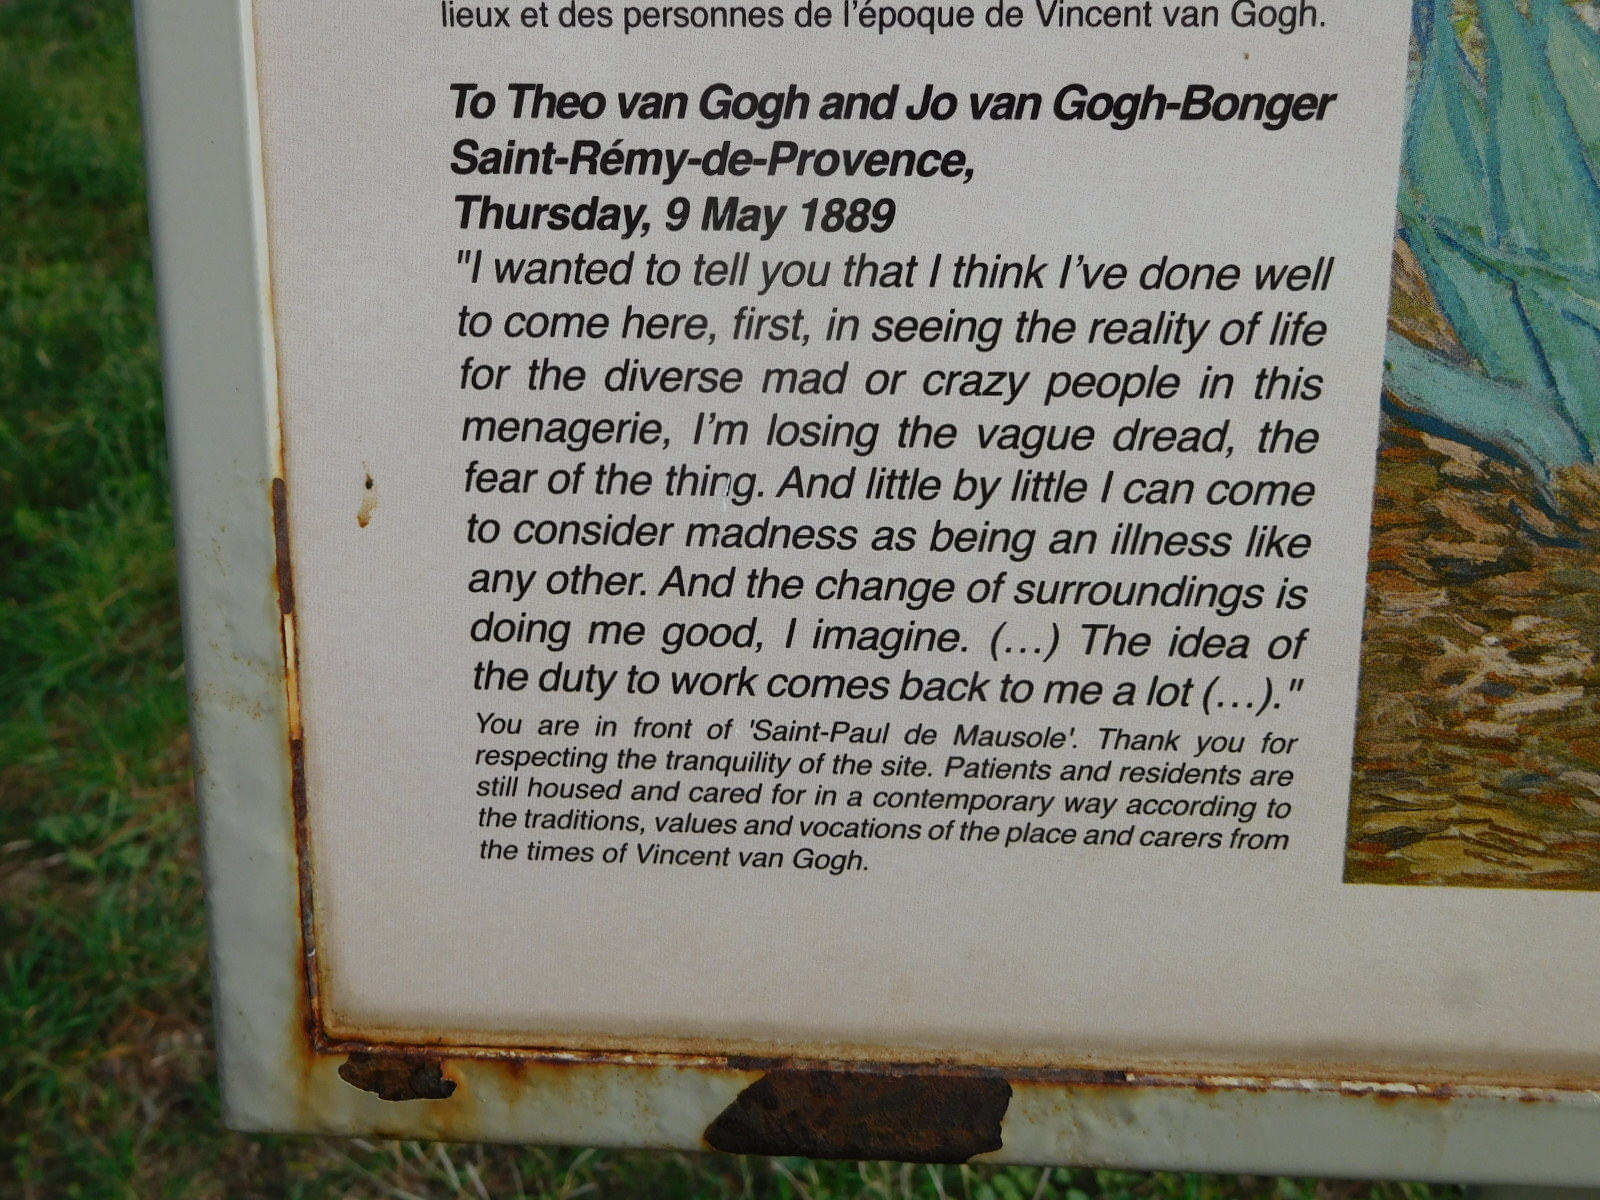 lieux et des personnes de l'époque de Vincent van Gogh.
To Theo van Gogh and Jo van Gogh-Bonger
Saint-Rémy-de-Provence,
Thursday, 9 May 1889
"I wanted to tell you that I think I've done well
to come here, first, in seeing the reality of life
for the diverse mad or crazy people in this
menagerie, I'm losing the vague dread, the
fear of the thing. And little by little I can come
to consider madness as being an illness like
any other. And the change of surroundings is
doing me good, I imagine. (…) The idea of
the duty to work comes back to me a lot (…)."
You are in front of 'Saint-Paul de Mausole'. Thank you for
respecting the tranquility of the site. Patients and residents are
still housed and cared for in a contemporary way according to
the traditions, values and vocations of the place and carers from
the times of Vincent van Gogh.